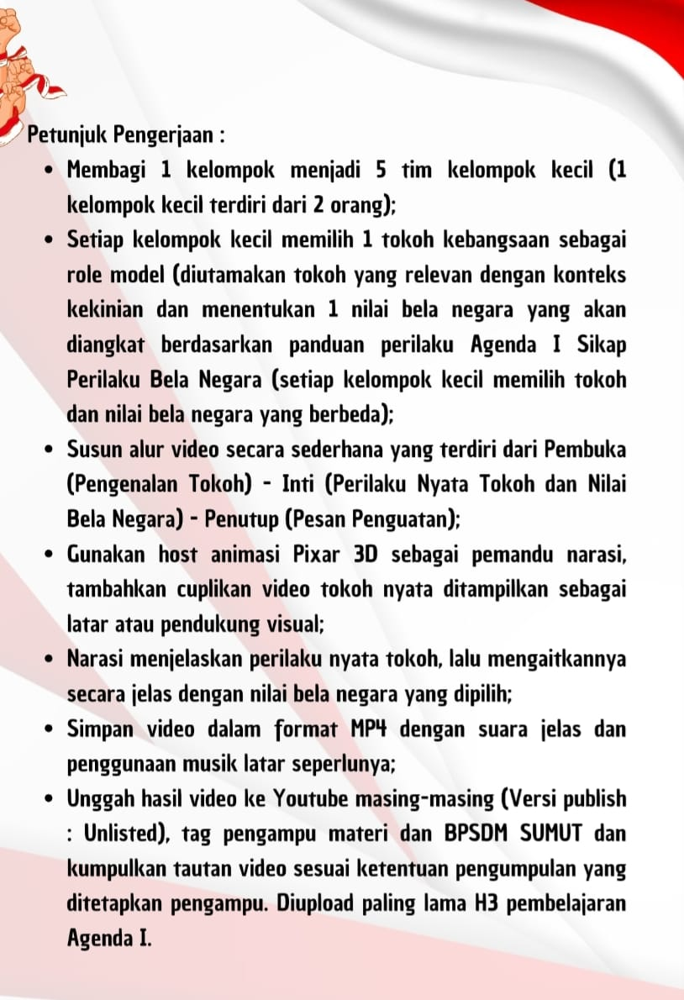 Petunjuk Pengerjaan :
• Membagi 1 kelompok menjadi 5 tim kelompok kecil (1
kelompok kecil terdiri dari 2 orang);
• Setiap kelompok kecil memilih 1 tokoh kebangsaan sebagai
role model (diutamakan tokoh yang relevan dengan konteks
kekinian dan menentukan 1 nilai bela negara yang akan
diangkat berdasarkan panduan perilaku Agenda I Sikap
Perilaku Bela Negara (setiap kelompok kecil memilih tokoh
dan nilai bela negara yang berbeda);
• Susun alur video secara sederhana yang terdiri dari Pembuka
(Pengenalan Tokoh) - Inti (Perilaku Nyata Tokoh dan Nilai
Bela Negara) - Penutup (Pesan Penguatan);
• Gunakan host animasi Pixar 3D sebagai pemandu narasi,
tambahkan cuplikan video tokoh nyata ditampilkan sebagai
latar atau pendukung visual;
• Narasi menjelaskan perilaku nyata tokoh, lalu mengaitkannya
secara jelas dengan nilai bela negara yang dipilih;
• Simpan video dalam format MP4 dengan suara jelas dan
penggunaan musik latar seperlunya;
• Unggah hasil video ke Youtube masing-masing (Versi publish
: Unlisted), tag pengampu materi dan BPSDM SUMUT dan
kumpulkan tautan video sesuai ketentuan pengumpulan yang
ditetapkan pengampu. Diupload paling lama H3 pembelajaran
Agenda I.